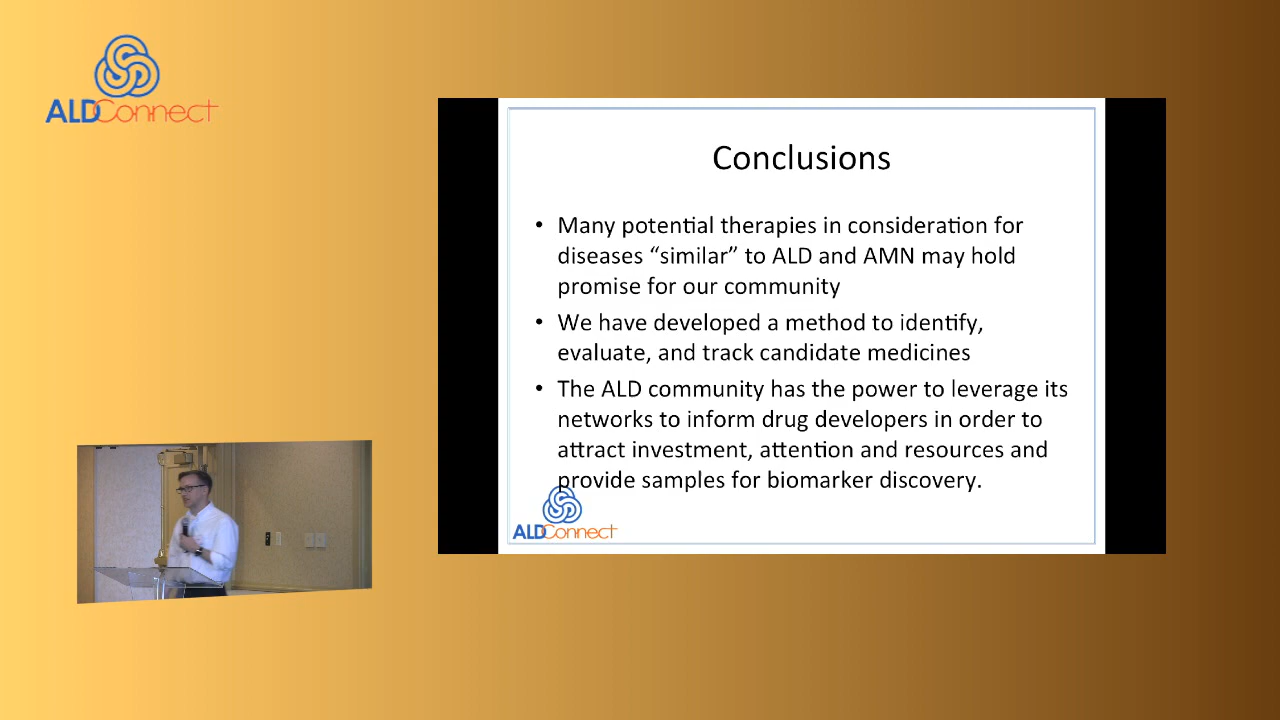 ALDConnect
Conclusions
• Many potential therapies in consideration for
diseases “similar” to ALD and AMN may hold
promise for our community
• We have developed a method to identify,
evaluate, and track candidate medicines
• The ALD community has the power to leverage its
networks to inform drug developers in order to
attract investment, attention and resources and
provide samples for biomarker discovery.
ALDConnect